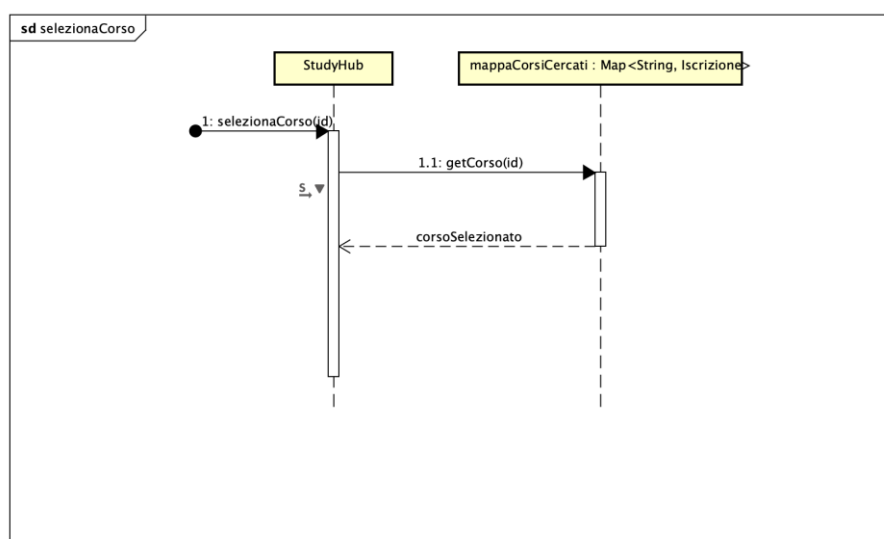 sd selezionaCorso
StudyHub
mappaCorsiCercati : Map<String, Iscrizione>
1: selezionaCorso(id)
1.1: getCorso(id)
S
corsoSelezionato